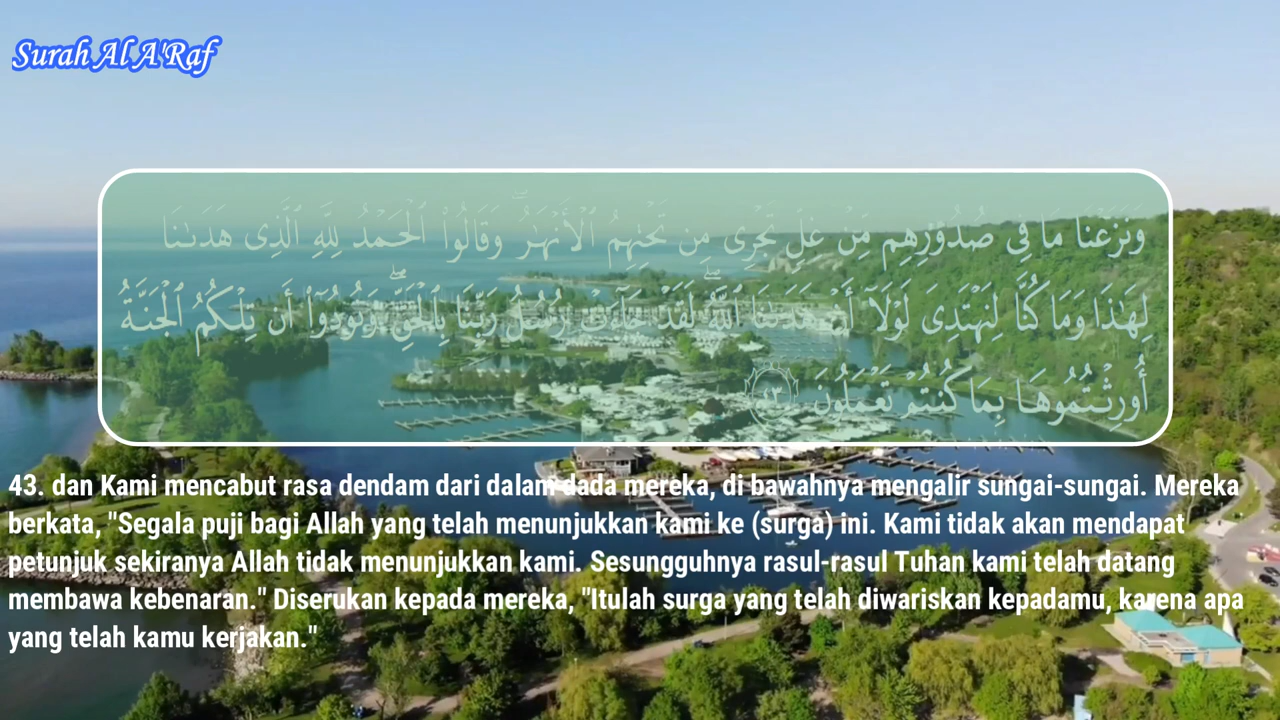 Surah Al A'Raf
وَنَزَعْنَا مَا فِى صُدُورِهِم مِّنْ غِلٍّ تَجْرِى مِن تَحْتِهِمُ ٱلْأَنْهَٰرُ ۖ وَقَالُوا۟ ٱلْحَمْدُ لِلَّهِ ٱلَّذِى هَدَىٰنَا
لِهَٰذَا وَمَا كُنَّا لِنَهْتَدِىَ لَوْلَآ أَنْ هَدَىٰنَا ٱللَّهُ ۖ لَقَدْ جَآءَتْ رُسُلُ رَبِّنَا بِٱلْحَقِّ ۖ وَنُودُوٓا۟ أَن تِلْكُمُ ٱلْجَنَّةُ
أُورِثْتُمُوهَا بِمَا كُنتُمْ تَعْمَلُونَ ٤٣
43. dan Kami mencabut rasa dendam dari dalam dada mereka, di bawahnya mengalir sungai-sungai. Mereka
berkata, "Segala puji bagi Allah yang telah menunjukkan kami ke (surga) ini. Kami tidak akan mendapat
petunjuk sekiranya Allah tidak menunjukkan kami. Sesungguhnya rasul-rasul Tuhan kami telah datang
membawa kebenaran." Diserukan kepada mereka, "Itulah surga yang telah diwariskan kepadamu, karena apa
yang telah kamu kerjakan."